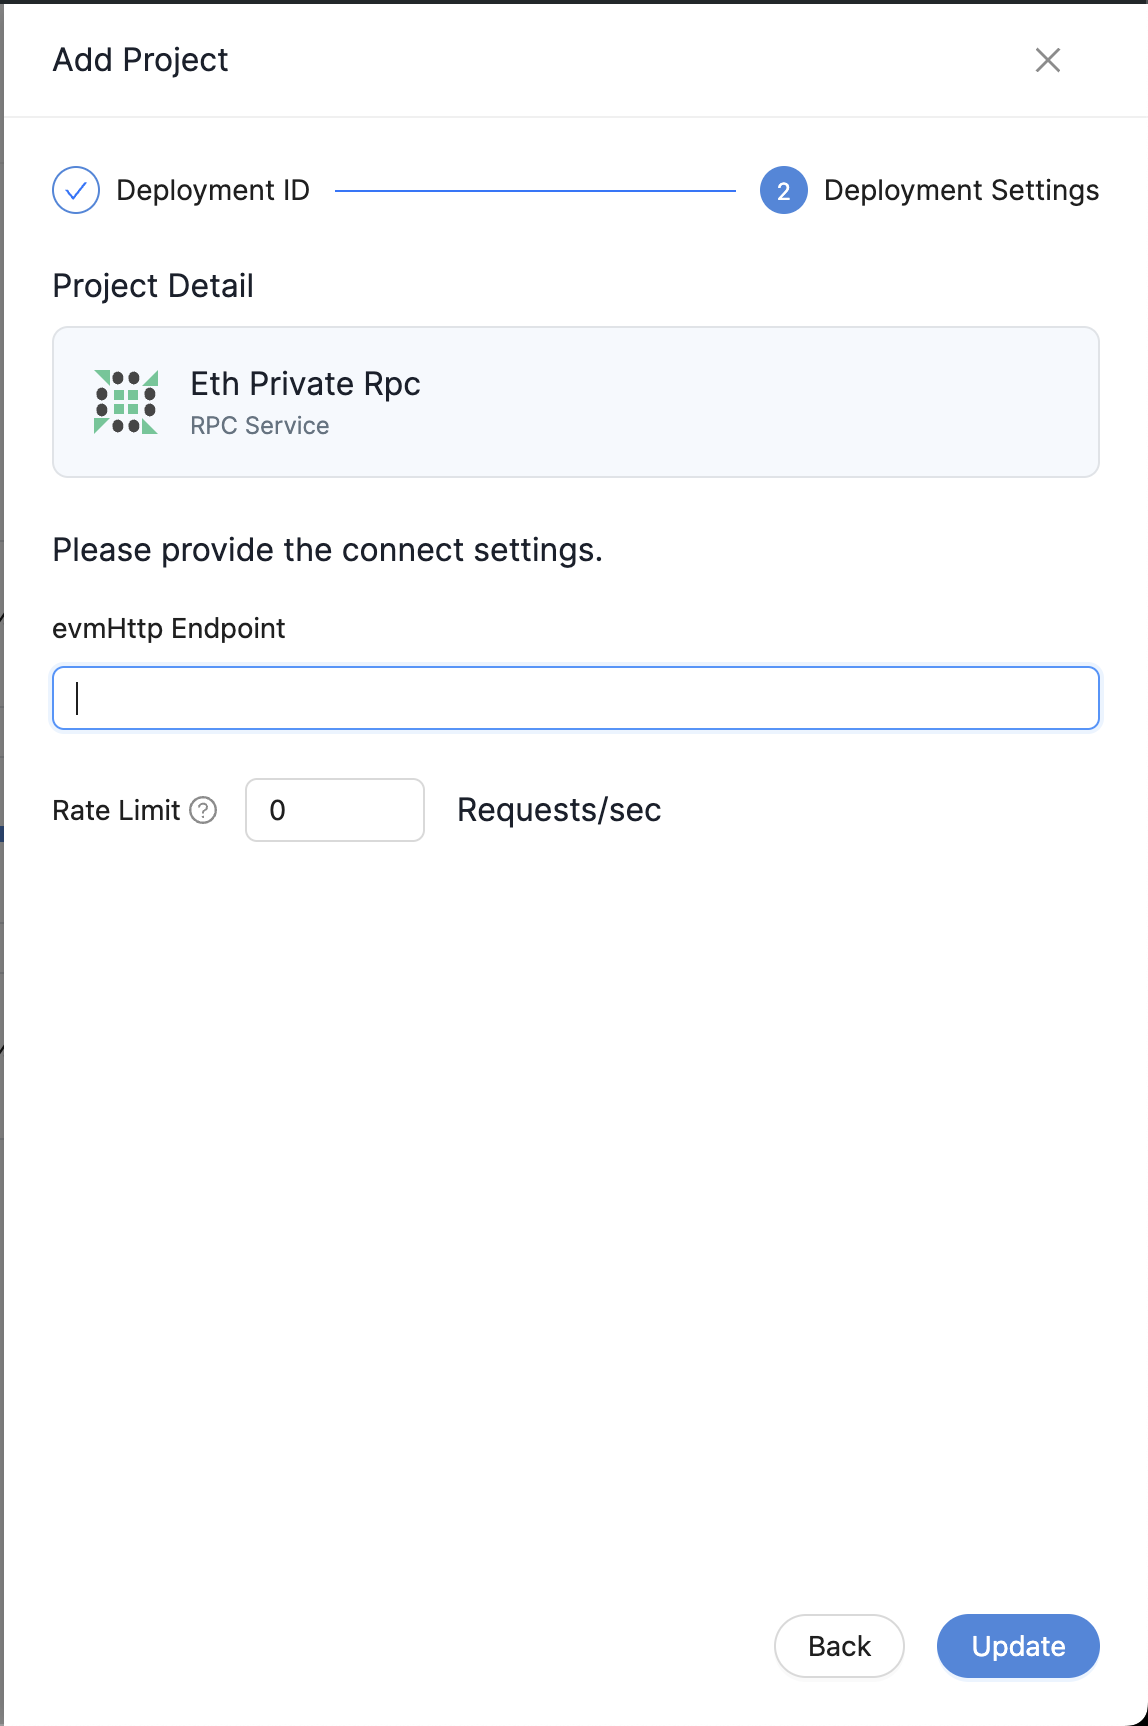 Add Project
Deployment ID
2 Deployment Settings
Project Detail
Eth Private Rpc
RPC Service
Please provide the connect settings.
evmHttp Endpoint
Rate Limit ? 0 Requests/sec
Back Update